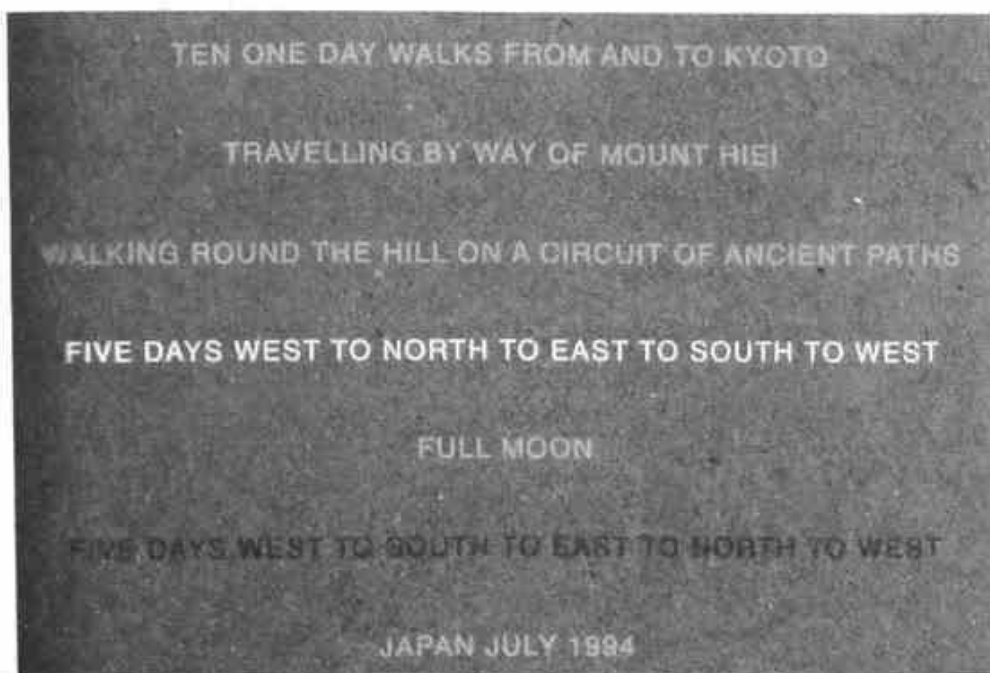 TEN ONE DAY WALKS FROM AND TO KYOTO
TRAVELLING BY WAY OF MOUNT HIEI
WALKING ROUND THE HILL ON A CIRCUIT OF ANCIENT PATHS
FIVE DAYS WEST TO NORTH TO EAST TO SOUTH TO WEST
FULL MOON
FIVE DAYS WEST TO SOUTH TO EAST TO NORTH TO WEST
JAPAN JULY 1994